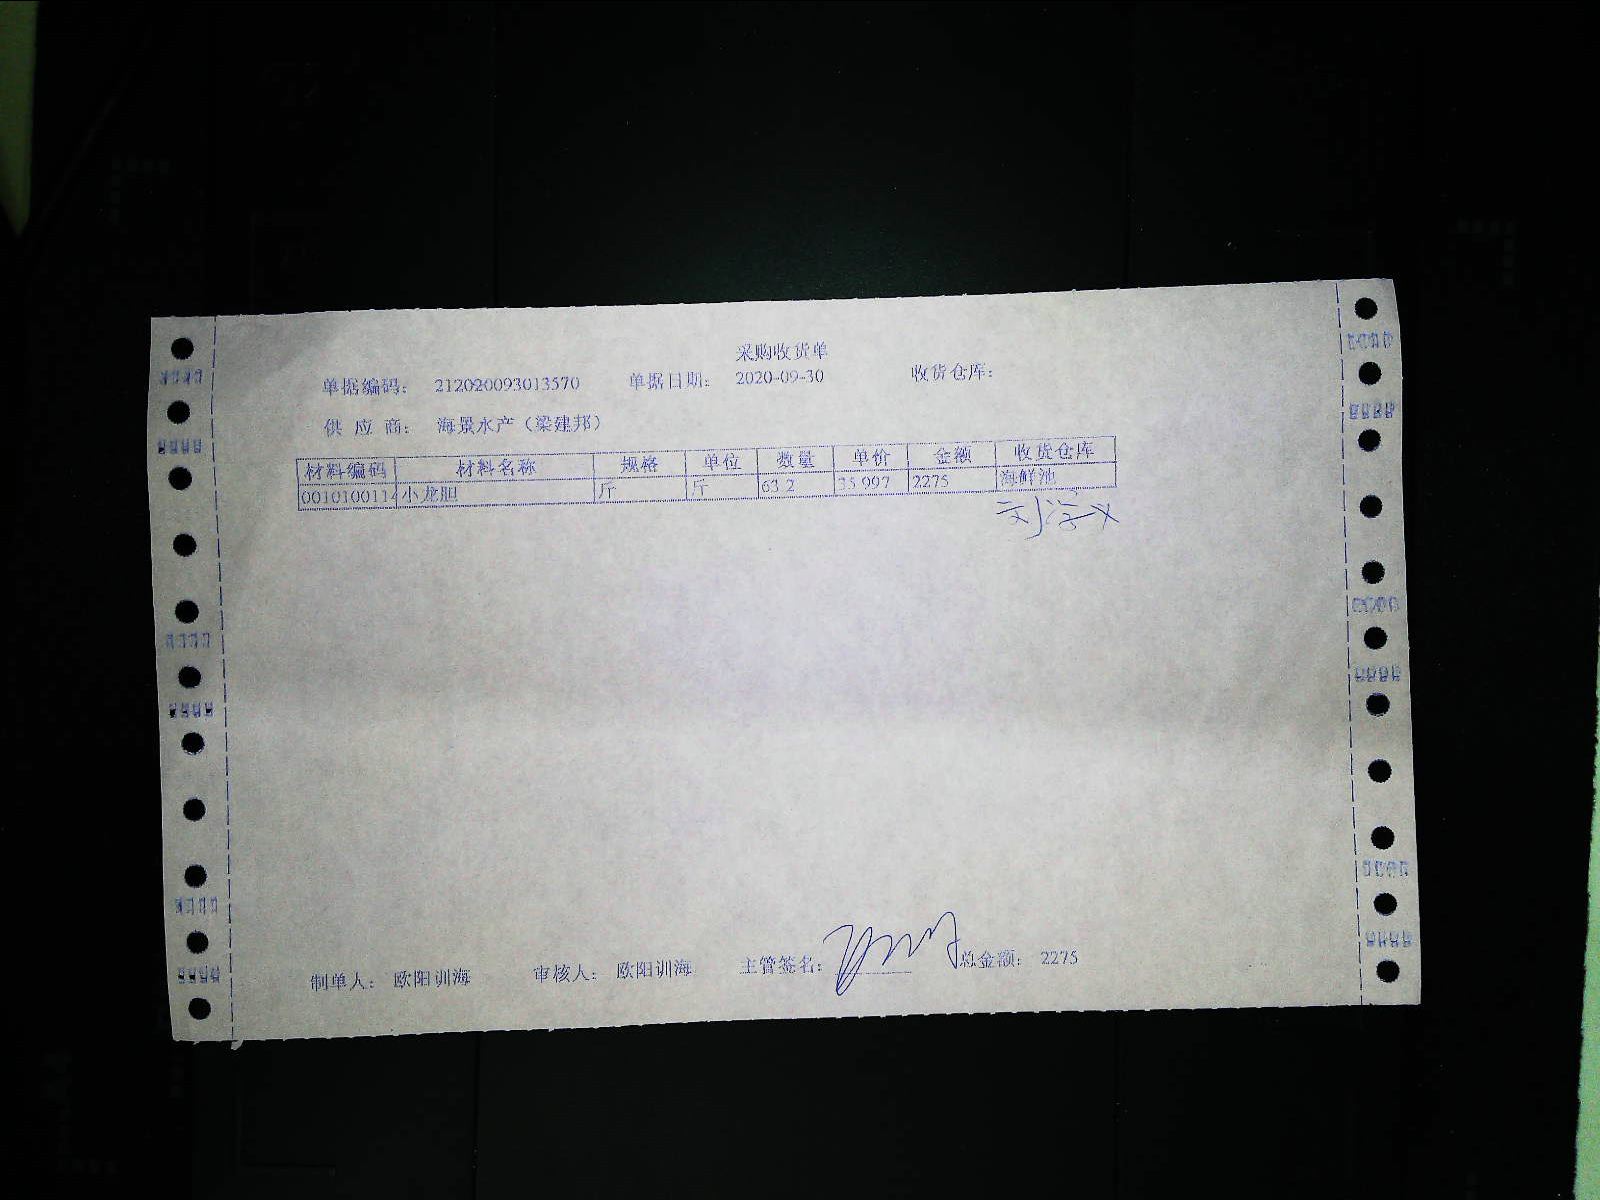 采购收货单
单据编码： 212020093013570 单据日期： 2020-09-30 收货仓库：
供 应 商： 海景水产（梁建邦）
材料编码 材料名称 规格 单位 数量 单价 金额 收货仓库
0010100114 小龙胆 斤 斤 63.2 35.997 2275 海鲜池
制单人： 欧阳训海 审核人： 欧阳训海 主管签名： 总金额： 2275